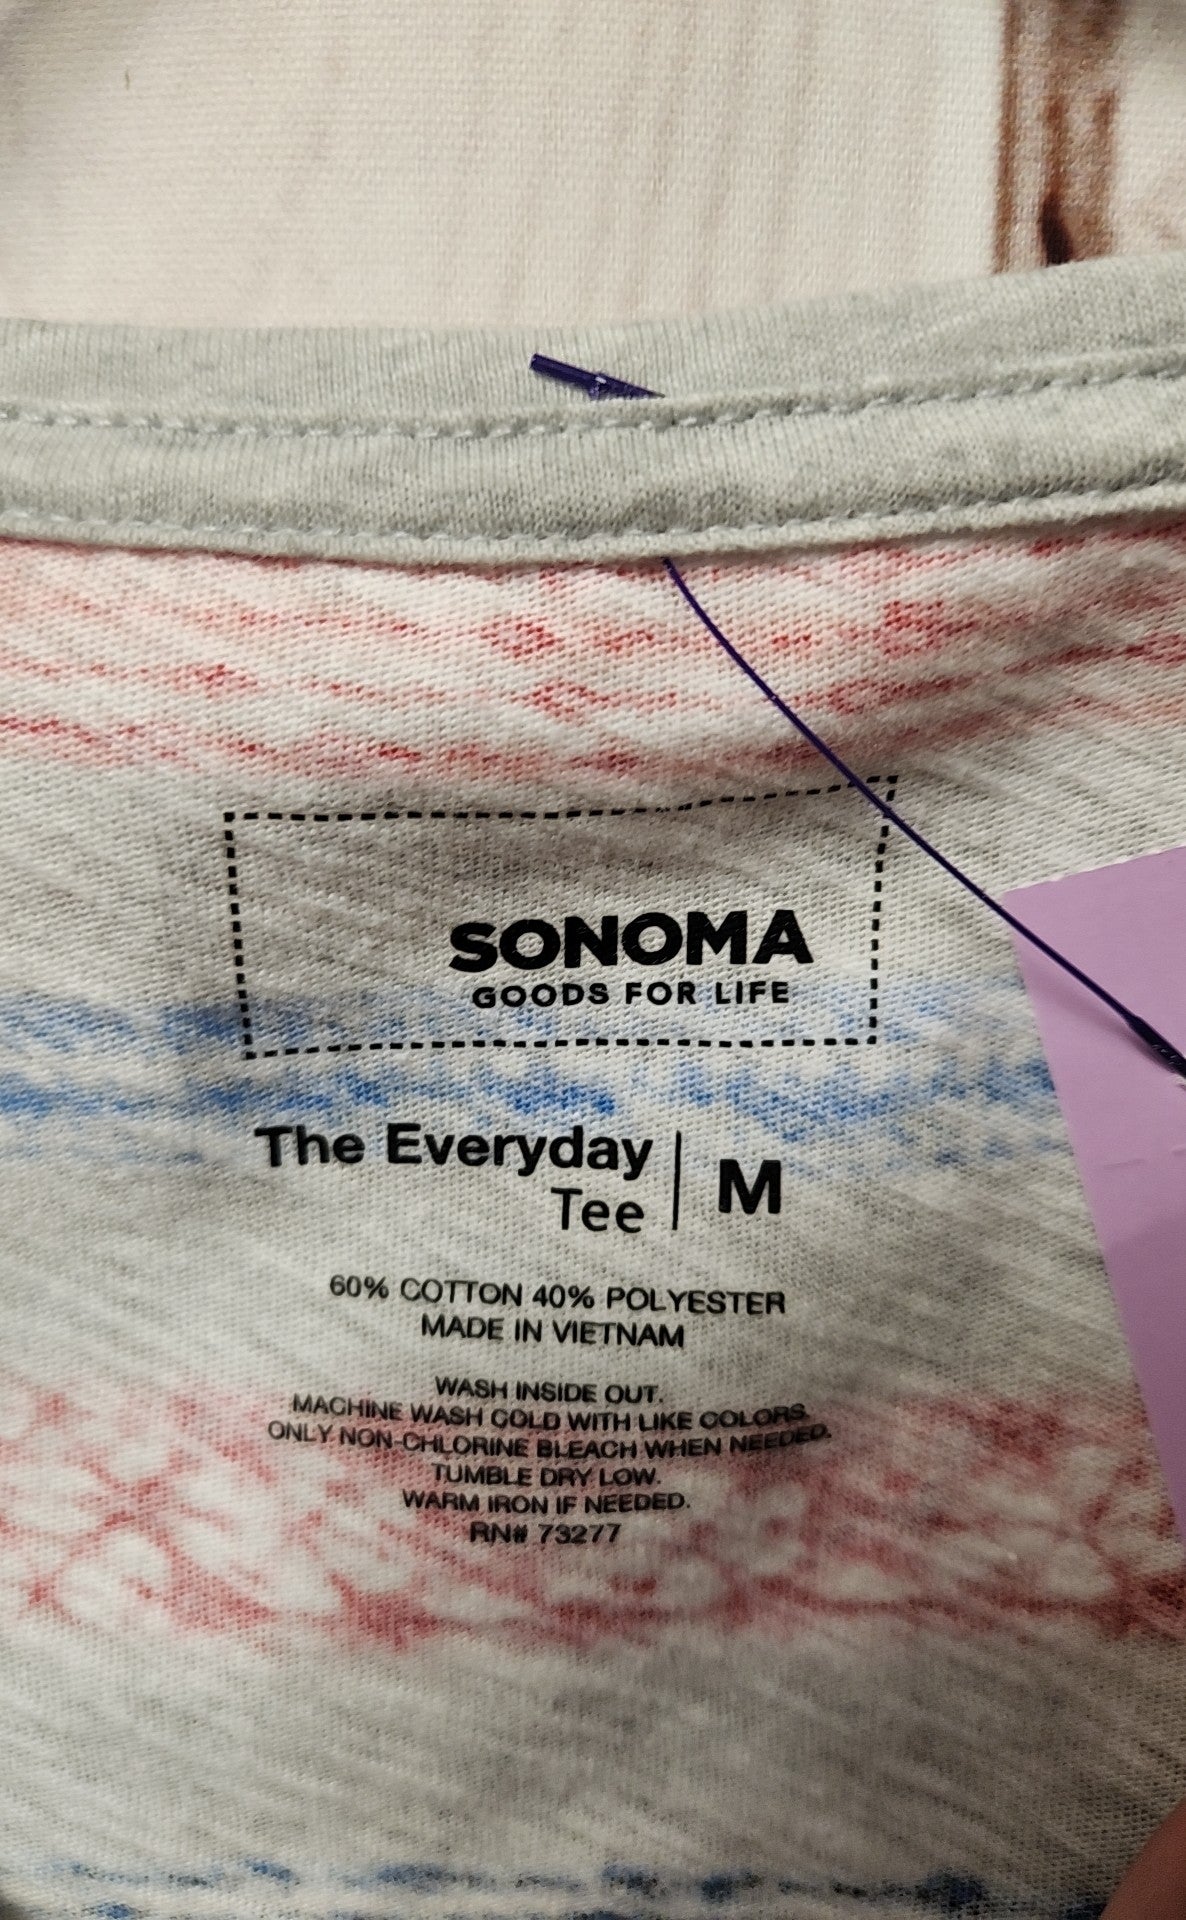 SONOMA
GOODS FOR LIFE
The Everyday
Tee | M
60% COTTON 40% POLYESTER
MADE IN VIETNAM
WASH INSIDE OUT.
MACHINE WASH COLD WITH LIKE COLORS.
ONLY NON-CHLORINE BLEACH WHEN NEEDED.
TUMBLE DRY LOW.
WARM IRON IF NEEDED.
RN# 73277